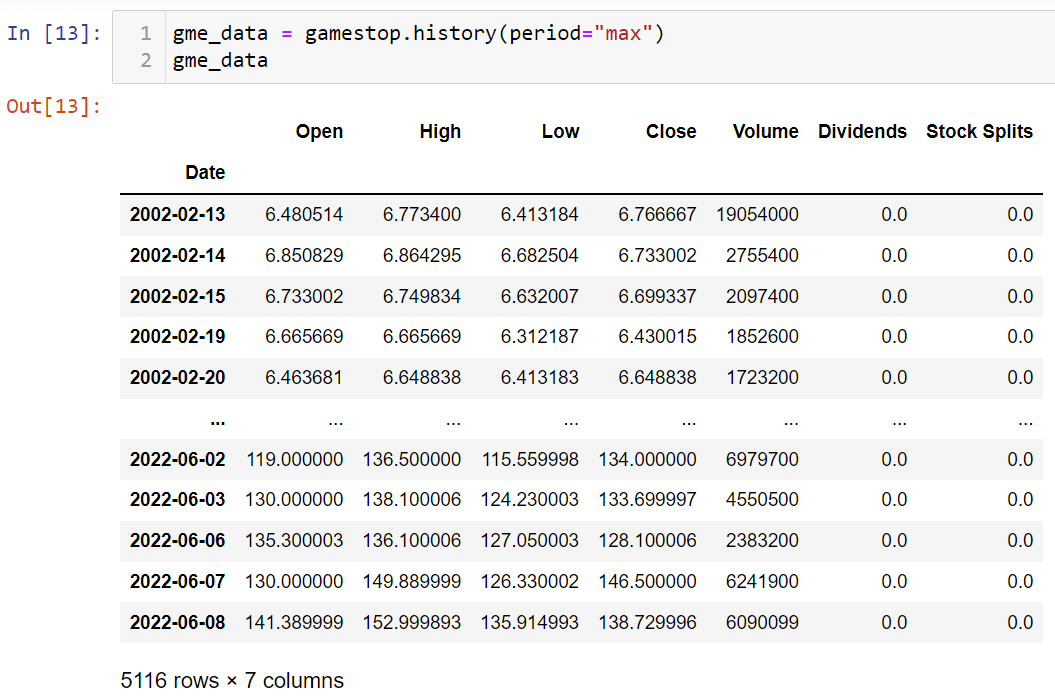 In [13]: 1 gme_data = gamestop.history(period="max")
2 gme_data
Out[13]:
Open High Low Close Volume Dividends Stock Splits
Date
2002-02-13 6.480514 6.773400 6.413184 6.766667 19054000 0.0 0.0
2002-02-14 6.850829 6.864295 6.682504 6.733002 2755400 0.0 0.0
2002-02-15 6.733002 6.749834 6.632007 6.699337 2097400 0.0 0.0
2002-02-19 6.665669 6.665669 6.312187 6.430015 1852600 0.0 0.0
2002-02-20 6.463681 6.648838 6.413183 6.648838 1723200 0.0 0.0
... ... ... ... ... ... ... ...
2022-06-02 119.000000 136.500000 115.559998 134.000000 6979700 0.0 0.0
2022-06-03 130.000000 138.100006 124.230003 133.699997 4550500 0.0 0.0
2022-06-06 135.300003 136.100006 127.050003 128.100006 2383200 0.0 0.0
2022-06-07 130.000000 149.889999 126.330002 146.500000 6241900 0.0 0.0
2022-06-08 141.389999 152.999893 135.914993 138.729996 6090099 0.0 0.0
5116 rows × 7 columns